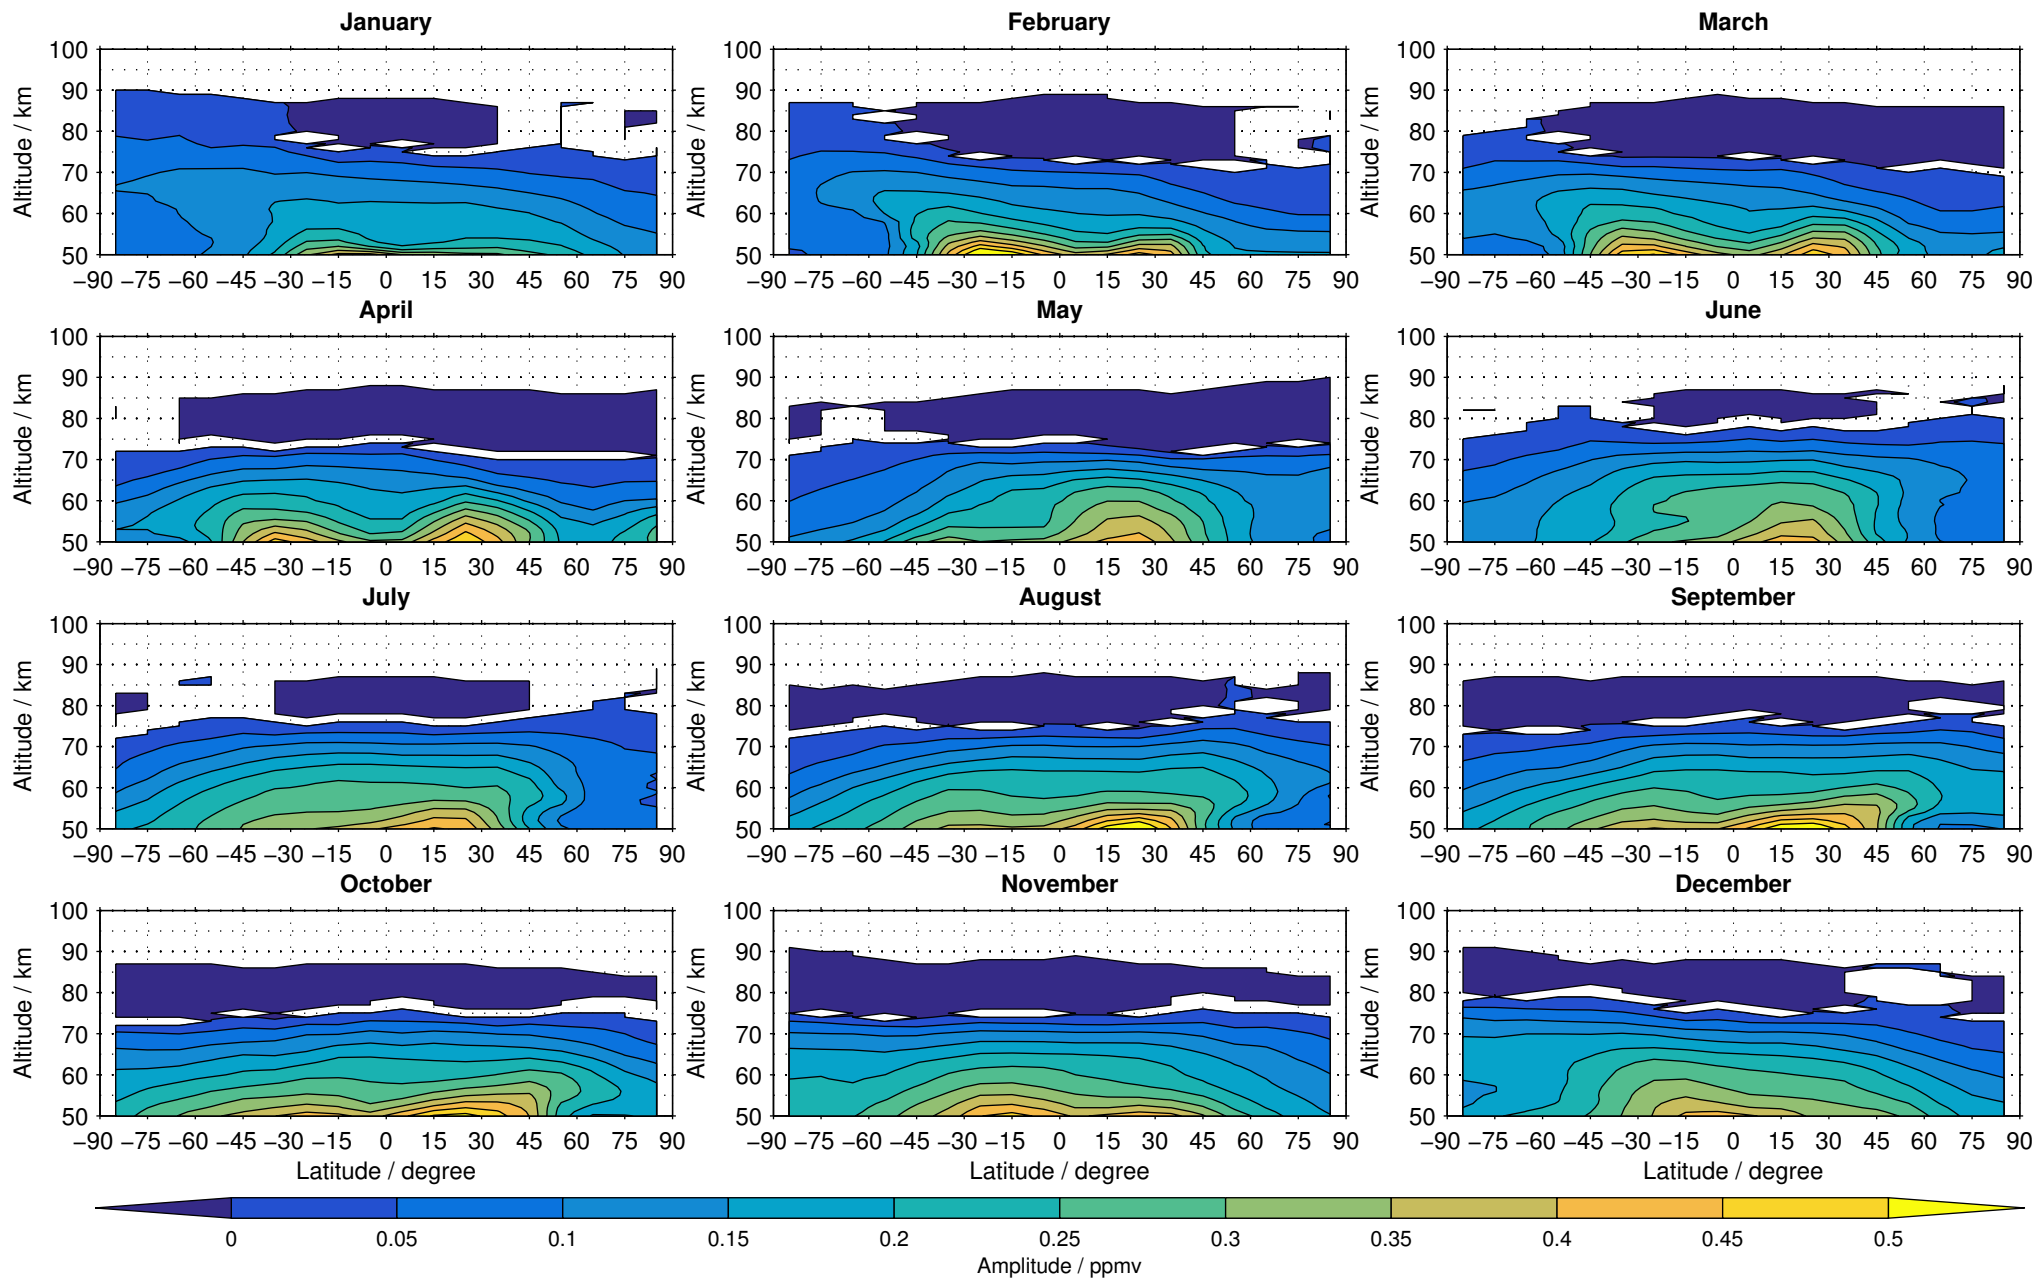 January February March
100 100 100
90 90 90
80 80 80
70 70 70
60 60 60
50 50 50
Altitude / km Altitude / km Altitude / km
−90 −75 −60 −45 −30 −15 0 15 30 45 60 75 90 −90 −75 −60 −45 −30 −15 0 15 30 45 60 75 90 −90 −75 −60 −45 −30 −15 0 15 30 45 60 75 90
April May June
100 100 100
90 90 90
80 80 80
70 70 70
60 60 60
50 50 50
Altitude / km Altitude / km Altitude / km
−90 −75 −60 −45 −30 −15 0 15 30 45 60 75 90 −90 −75 −60 −45 −30 −15 0 15 30 45 60 75 90 −90 −75 −60 −45 −30 −15 0 15 30 45 60 75 90
July August September
100 100 100
90 90 90
80 80 80
70 70 70
60 60 60
50 50 50
Altitude / km Altitude / km Altitude / km
−90 −75 −60 −45 −30 −15 0 15 30 45 60 75 90 −90 −75 −60 −45 −30 −15 0 15 30 45 60 75 90 −90 −75 −60 −45 −30 −15 0 15 30 45 60 75 90
October November December
100 100 100
90 90 90
80 80 80
70 70 70
60 60 60
50 50 50
Altitude / km Altitude / km Altitude / km
−90 −75 −60 −45 −30 −15 0 15 30 45 60 75 90 −90 −75 −60 −45 −30 −15 0 15 30 45 60 75 90 −90 −75 −60 −45 −30 −15 0 15 30 45 60 75 90
Latitude / degree Latitude / degree Latitude / degree
0 0.05 0.1 0.15 0.2 0.25 0.3 0.35 0.4 0.45 0.5
Amplitude / ppmv